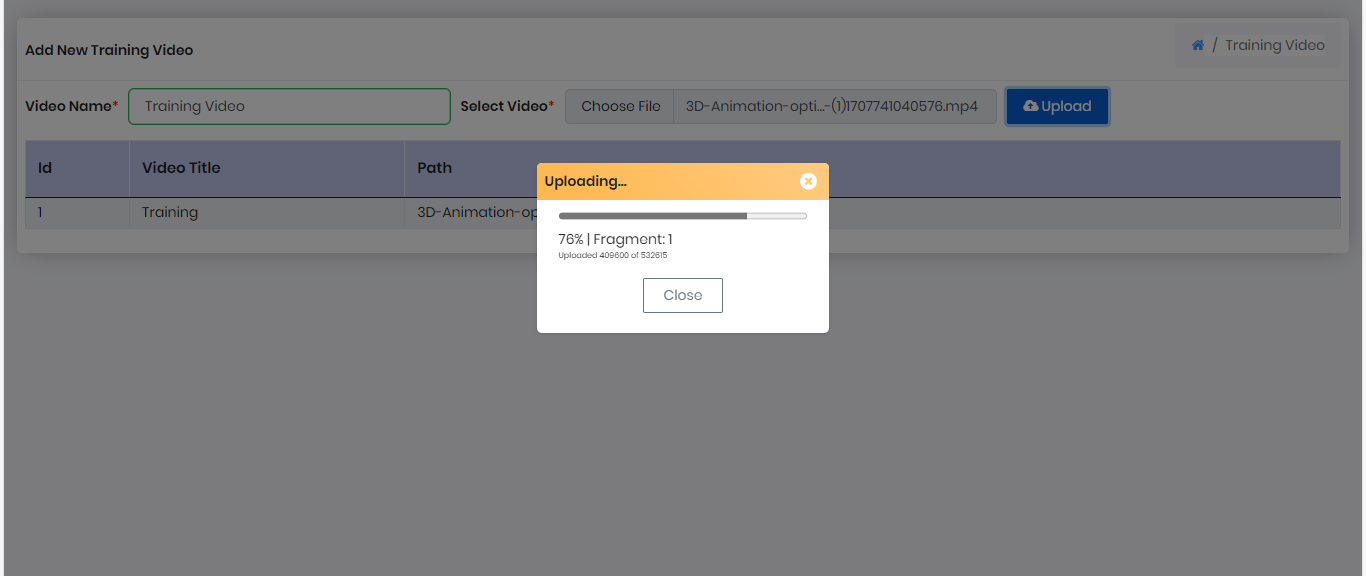 Add New Training Video
/ Training Video
Video Name*
Training Video
Select Video*
Choose File
3D-Animation-opti...-(1)1707741040576.mp4
Upload
Id
Video Title
Path
1
Training
3D-Animation-op
Uploading...
76% | Fragment: 1
Uploaded 409600 of 532615
Close